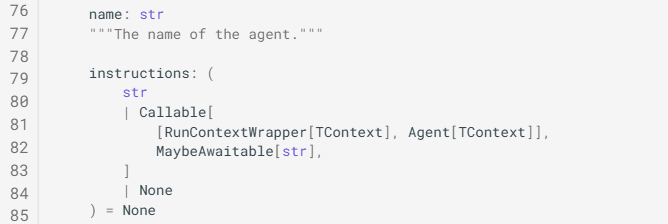 76 name: str
77 """The name of the agent."""
78
79 instructions: (
80 str
81 | Callable[
82 [RunContextWrapper[TContext], Agent[TContext]],
83 MaybeAwaitable[str],
84 ]
85 | None
) = None